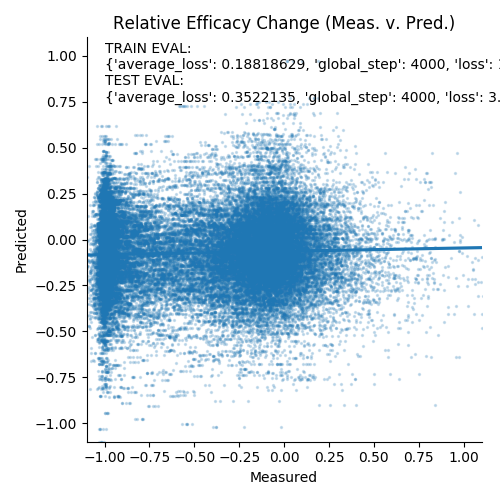 Relative Efficacy Change (Meas. v. Pred.)
TRAIN EVAL:
{'average_loss': 0.18818629, 'global_step': 4000, 'loss':
TEST EVAL:
{'average_loss': 0.3522135, 'global_step': 4000, 'loss': 3.
1.00
0.75
0.50
0.25
0.00
−0.25
−0.50
−0.75
−1.00
Predicted
−1.00 −0.75 −0.50 −0.25 0.00 0.25 0.50 0.75 1.00
Measured